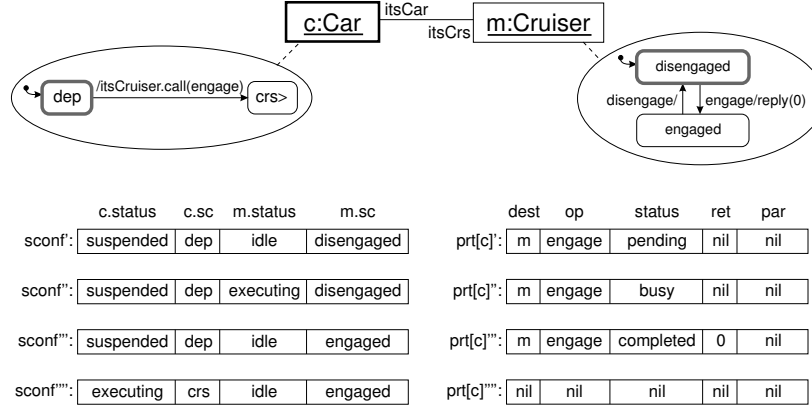 c:Car itsCar itsCrs m:Cruiser
dep /itsCruiser.call(engage) crs>
disengaged
disengage/ engage/reply(0)
engaged
c.status c.sc m.status m.sc
sconf': suspended dep idle disengaged
sconf'': suspended dep executing disengaged
sconf''': suspended dep idle engaged
sconf'''': executing crs idle engaged
dest op status ret par
prt[c]': m engage pending nil nil
prt[c]'': m engage busy nil nil
prt[c]''': m engage completed 0 nil
prt[c]'''': nil nil nil nil nil